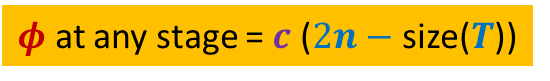 ϕ at any stage = c (2n − size(T))